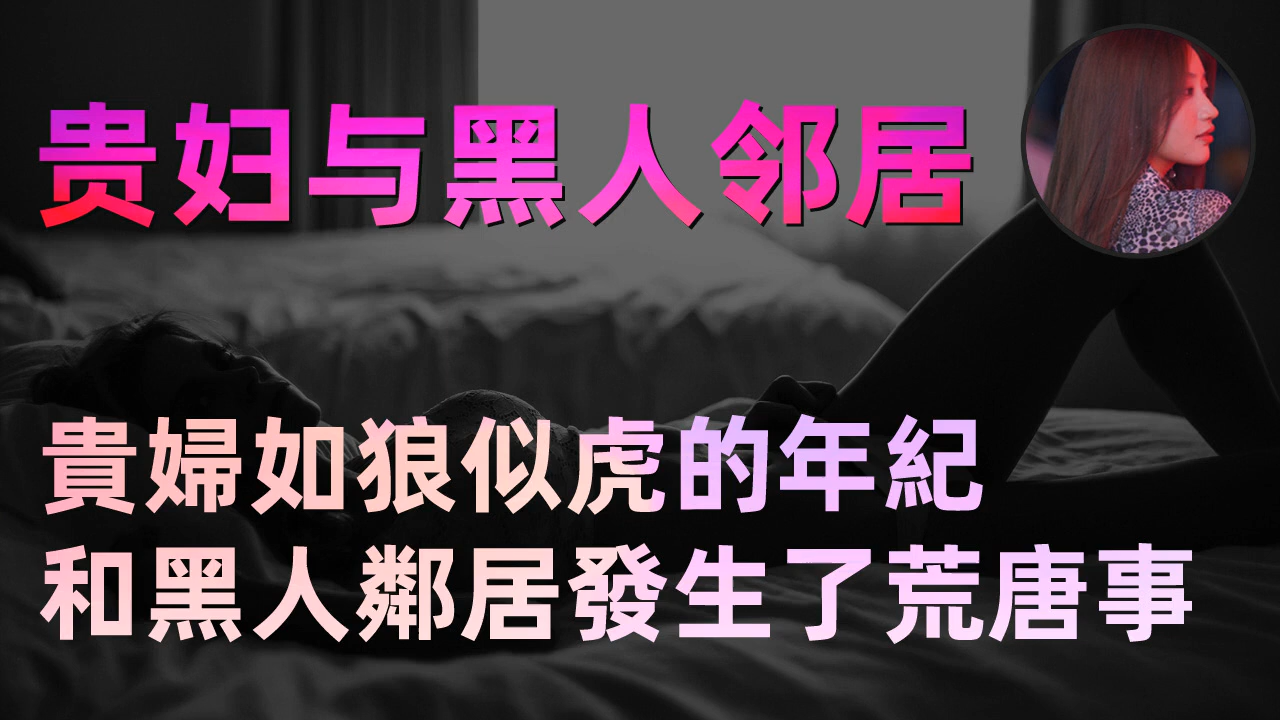 贵妇与黑人邻居
貴婦如狼似虎的年紀
和黑人鄰居發生了荒唐事